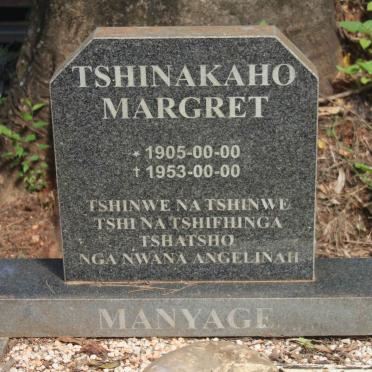 TSHINAKAHO
MARGRET
* 1905-00-00
† 1953-00-00
TSHINWE NA TSHINWE
TSHI NA TSHIFHINGA
TSHATSHO
NGA NWANA ANGELINAH
MANYAGE